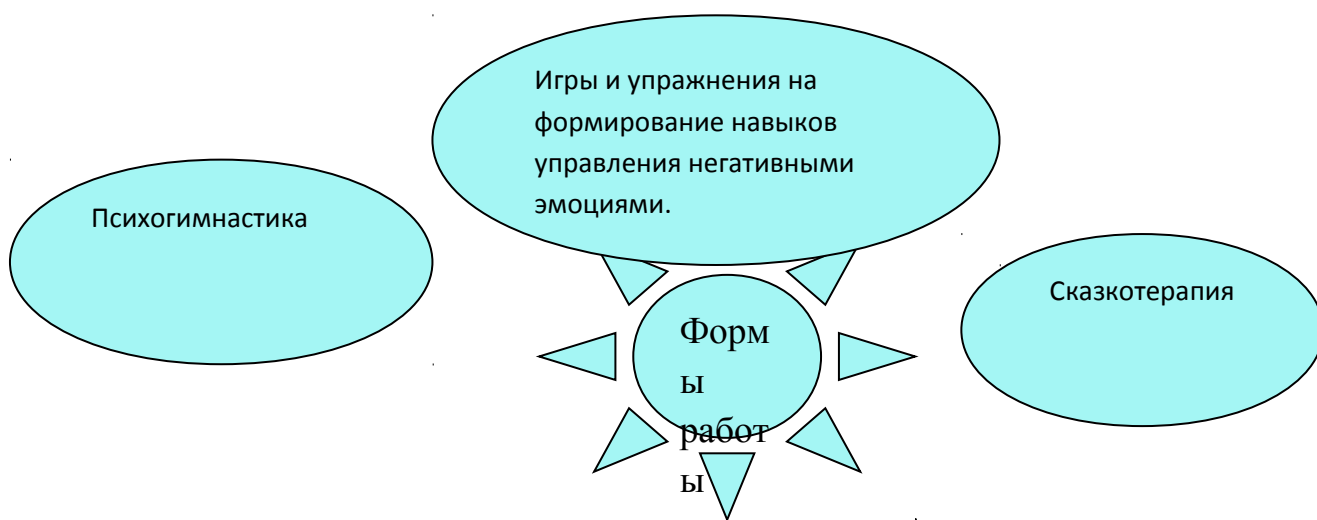 Игры и упражнения на
формирование навыков
управления негативными
эмоциями.
Психогимнастика
Сказкотерапия
Форм
ы
работ
ы